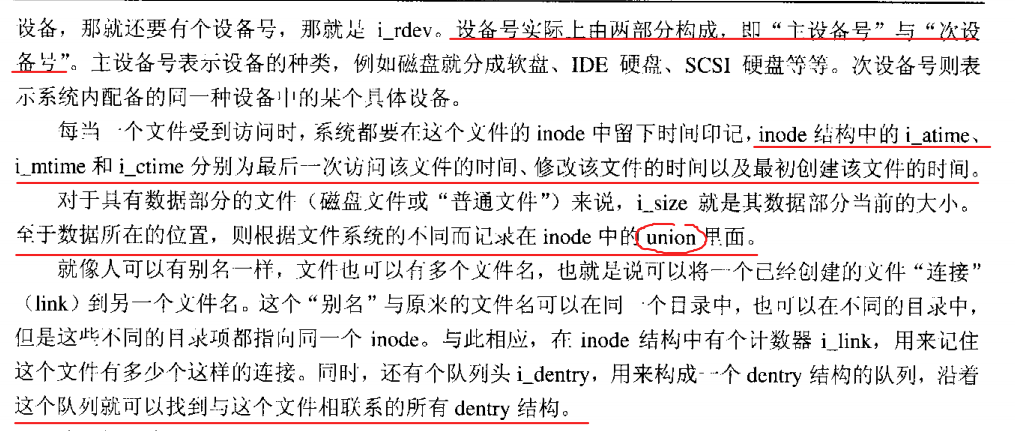 设备，那就还要有个设备号，那就是 i_rdev。设备号实际上由两部分构成，即“主设备号”与“次设
备号”。主设备号表示设备的种类，例如磁盘就分成软盘、IDE 硬盘、SCSI 硬盘等等。次设备号则表
示系统内配备的同一种设备中的某个具体设备。
每当一个文件受到访问时，系统都要在这个文件的 inode 中留下时间印记，inode 结构中的 i_atime、
i_mtime 和 i_ctime 分别为最后一次访问该文件的时间、修改该文件的时间以及最初创建该文件的时间。
对于具有数据部分的文件（磁盘文件或“普通文件”）来说，i_size 就是其数据部分当前的大小。
至于数据所在的位置，则根据文件系统的不同而记录在 inode 中的 union 里面。
就像人可以有别名一样，文件也可以有多个文件名，也就是说可以将一个已经创建的文件“连接”
（link）到另一个文件名。这个“别名”与原来的文件名可以在同一个目录中，也可以在不同的目录中，
但是这些不同的目录项都指向同一个 inode。与此相应，在 inode 结构中有个计数器 i_link，用来记住
这个文件有多少个这样的连接。同时，还有个队列头 i_dentry，用来构成一个 dentry 结构的队列，沿着
这个队列就可以找到与这个文件相联系的所有 dentry 结构。